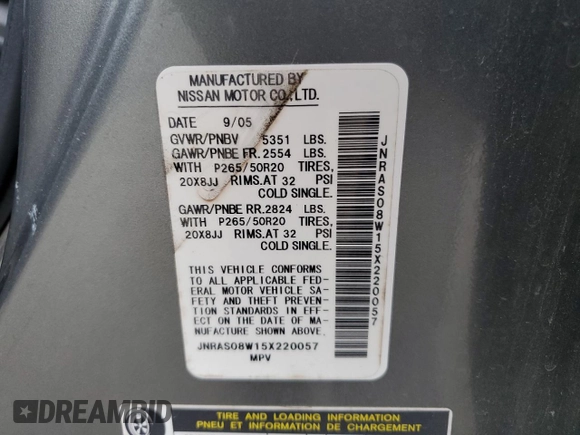 MANUFACTURED BY
NISSAN MOTOR CO.,LTD.
DATE 9/05
GVWR/PNBV 5351 LBS.
GAWR/PNBE FR. 2554 LBS.
WITH P265/50R20 TIRES,
20X8JJ RIMS.AT 32 PSI
COLD SINGLE.
GAWR/PNBE RR.2824 LBS.
WITH P265/50R20 TIRES,
20X8JJ RIMS.AT 32 PSI
COLD SINGLE.
THIS VEHICLE CONFORMS
TO ALL APPLICABLE FED-
ERAL MOTOR VEHICLE SA-
FETY AND THEFT PREVEN-
TION STANDARDS IN EFF-
ECT ON THE DATE OF MA-
NUFACTURE SHOWN ABOVE.
JNRAS08W15X220057
MPV
JNRAS08W15X220057
TIRE AND LOADING INFORMATION
PNEU ET INFORMATION DE CHARGEMENT
DREAMBID